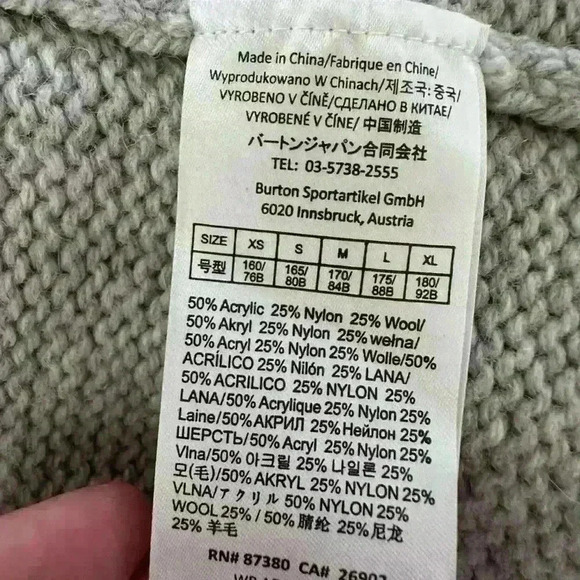 Made in China/Fabrique en Chine/
Wyprodukowano W Chinach/제조국: 중국/
VYROBENO V ČÍNĚ/СДЕЛАНО В КИТАЕ/
VYROBENÉ V ČÍNE/ 中国制造
バートンジャパン合同会社
TEL: 03-5738-2555
Burton Sportartikel GmbH
6020 Innsbruck, Austria
SIZE XS S M L XL
号型 160/76B 165/80B 170/84B 175/88B 180/92B
50% Acrylic 25% Nylon 25% Wool/
50% Akryl 25% Nylon 25% wełna/
50% Acryl 25% Nylon 25% Wolle/50%
ACRÍLICO 25% Nilón 25% LANA/
50% ACRILICO 25% NYLON 25%
LANA/50% Acrylique 25% Nylon 25%
Laine/50% АКРИЛ 25% Нейлон 25%
ШЕРСТЬ/50% Acryl 25% Nylon 25%
Vlna/50% 아크릴 25% 나일론 25%
모(毛)/50% AKRYL 25% NYLON 25%
VLNA/アクリル 50% NYLON 25%
WOOL 25% / 50% 腈纶 25% 尼龙
25% 羊毛
RN# 87380 CA# 26902